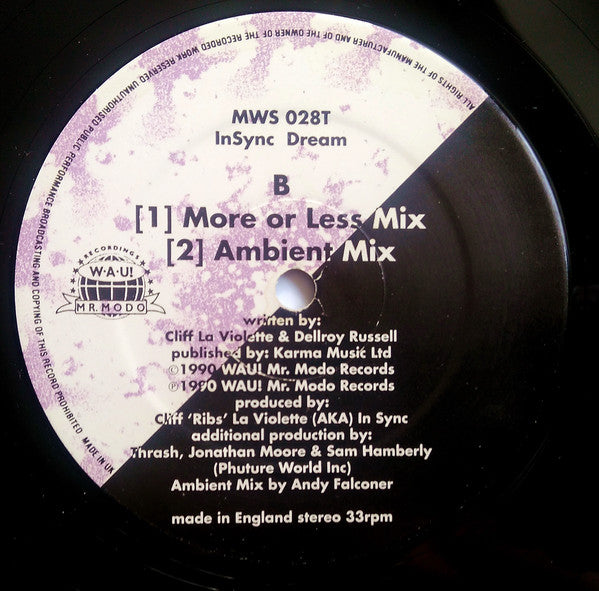 ALL RIGHTS OF THE MANUFACTURER AND OF THE OWNER OF THE RECORDED WORK RESERVED UNAUTHORISED PUBLIC PERFORMANCE BROADCASTING AND COPYING OF THIS RECORD PROHIBITED MADE IN UK
MWS 028T
InSync Dream
B
[1] More or Less Mix
[2] Ambient Mix
RECORDINGS
W·A·U!
MR. MODO
written by:
Cliff La Violette & Dellroy Russell
published by: Karma Music Ltd
©1990 WAU! Mr. Modo Records
℗1990 WAU! Mr. Modo Records
produced by:
Cliff ‘Ribs’ La Violette (AKA) In Sync
additional production by:
Thrash, Jonathan Moore & Sam Hamberly
(Phuture World Inc)
Ambient Mix by Andy Falconer
made in England stereo 33rpm